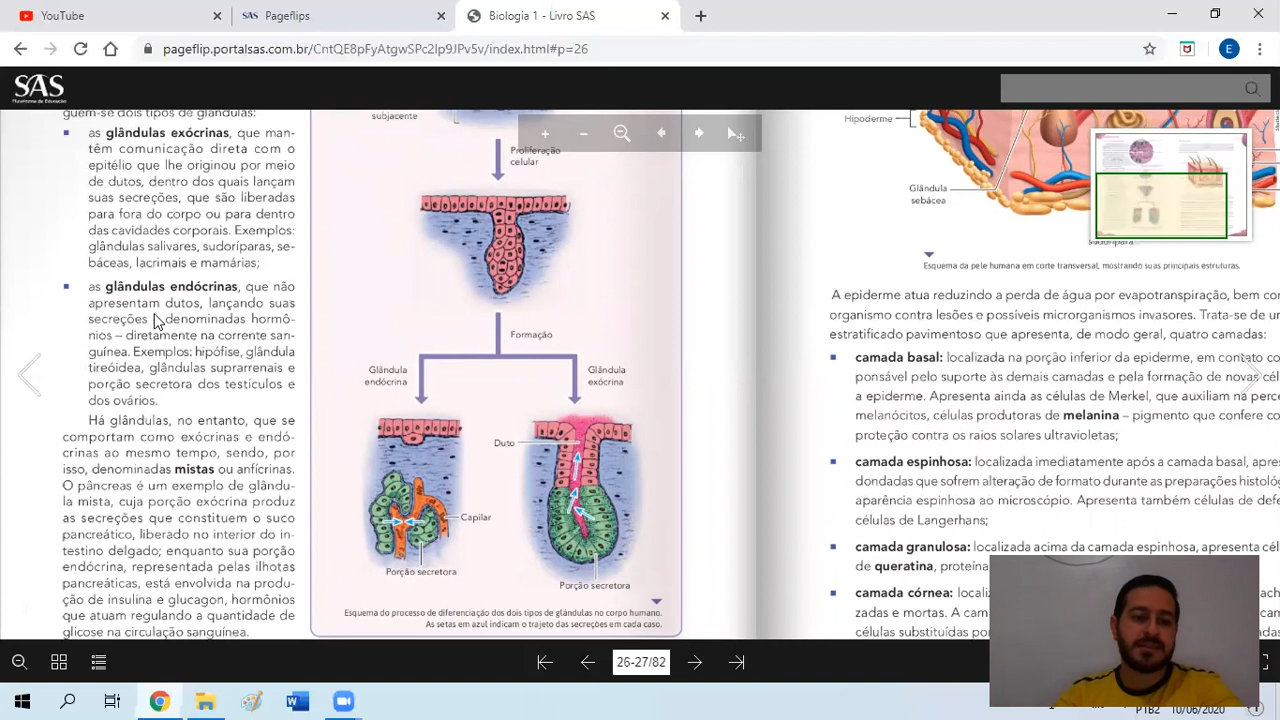 YouTube
SAS Pageflips
Biologia 1 - Livro SAS
pageflip.portalsas.com.br/CntQE8pFyAtgwSPc2Ip9JPv5v/index.html#p=26
E
SAS
Plataforma de Educação
guem-se dois tipos de glândulas:
as glândulas exócrinas, que man-
têm comunicação direta com o
epitélio que lhe originou por meio
de dutos, dentro dos quais lançam
suas secreções, que são liberadas
para fora do corpo ou para dentro
das cavidades corporais. Exemplos:
glândulas salivares, sudoríparas, se-
báceas, lacrimais e mamárias;
as glândulas endócrinas, que não
apresentam dutos, lançando suas
secreções – denominadas hormô-
nios – diretamente na corrente san-
guínea. Exemplos: hipófise, glândula
tireóidea, glândulas suprarrenais e
porção secretora dos testículos e
dos ovários.
Há glândulas, no entanto, que se
comportam como exócrinas e endó-
crinas ao mesmo tempo, sendo, por
isso, denominadas mistas ou anfícrinas.
O pâncreas é um exemplo de glându-
la mista, cuja porção exócrina produz
as secreções que constituem o suco
pancreático, liberado no interior do in-
testino delgado; enquanto sua porção
endócrina, representada pelas ilhotas
pancreáticas, está envolvida na produ-
ção de insulina e glucagon, hormônios
que atuam regulando a quantidade de
glicose na circulação sanguínea.
subjacente
Proliferação
celular
Formação
Glândula
endócrina
Glândula
exócrina
Duto
Capilar
Porção secretora
Porção secretora
Esquema do processo de diferenciação dos dois tipos de glândulas no corpo humano.
As setas em azul indicam o trajeto das secreções em cada caso.
Hipoderme
Glândula
sebácea
sudorípara
Esquema da pele humana em corte transversal, mostrando suas principais estruturas.
A epiderme atua reduzindo a perda de água por evapotranspiração, bem co
organismo contra lesões e possíveis microrganismos invasores. Trata-se de u
estratificado pavimentoso que apresenta, de modo geral, quatro camadas:
camada basal: localizada na porção inferior da epiderme, em contato co
ponsável pelo suporte às demais camadas e pela formação de novas cél
a epiderme. Apresenta ainda as células de Merkel, que auxiliam na perce
melanócitos, células produtoras de melanina – pigmento que confere co
proteção contra os raios solares ultravioletas;
camada espinhosa: localizada imediatamente após a camada basal, apres
dondadas que sofrem alteração de formato durante as preparações histológ
aparência espinhosa ao microscópio. Apresenta também células de defe
células de Langerhans;
camada granulosa: localizada acima da camada espinhosa, apresenta cél
de queratina, proteína
camada córnea: locali
zadas e mortas. A cam
células substituídas por
26-27/82
PTB2 10/06/2020